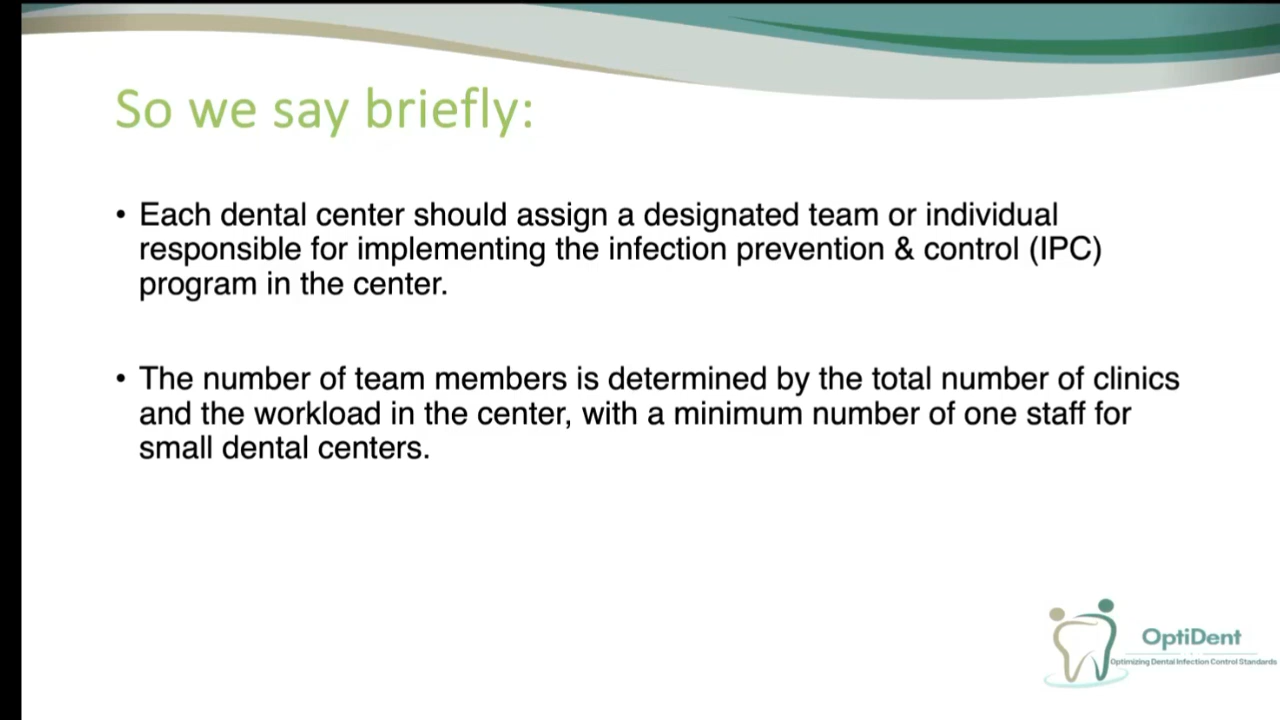 So we say briefly:
• Each dental center should assign a designated team or individual
responsible for implementing the infection prevention & control (IPC)
program in the center.
• The number of team members is determined by the total number of clinics
and the workload in the center, with a minimum number of one staff for
small dental centers.
OptiDent
Optimizing Dental Infection Control Standards